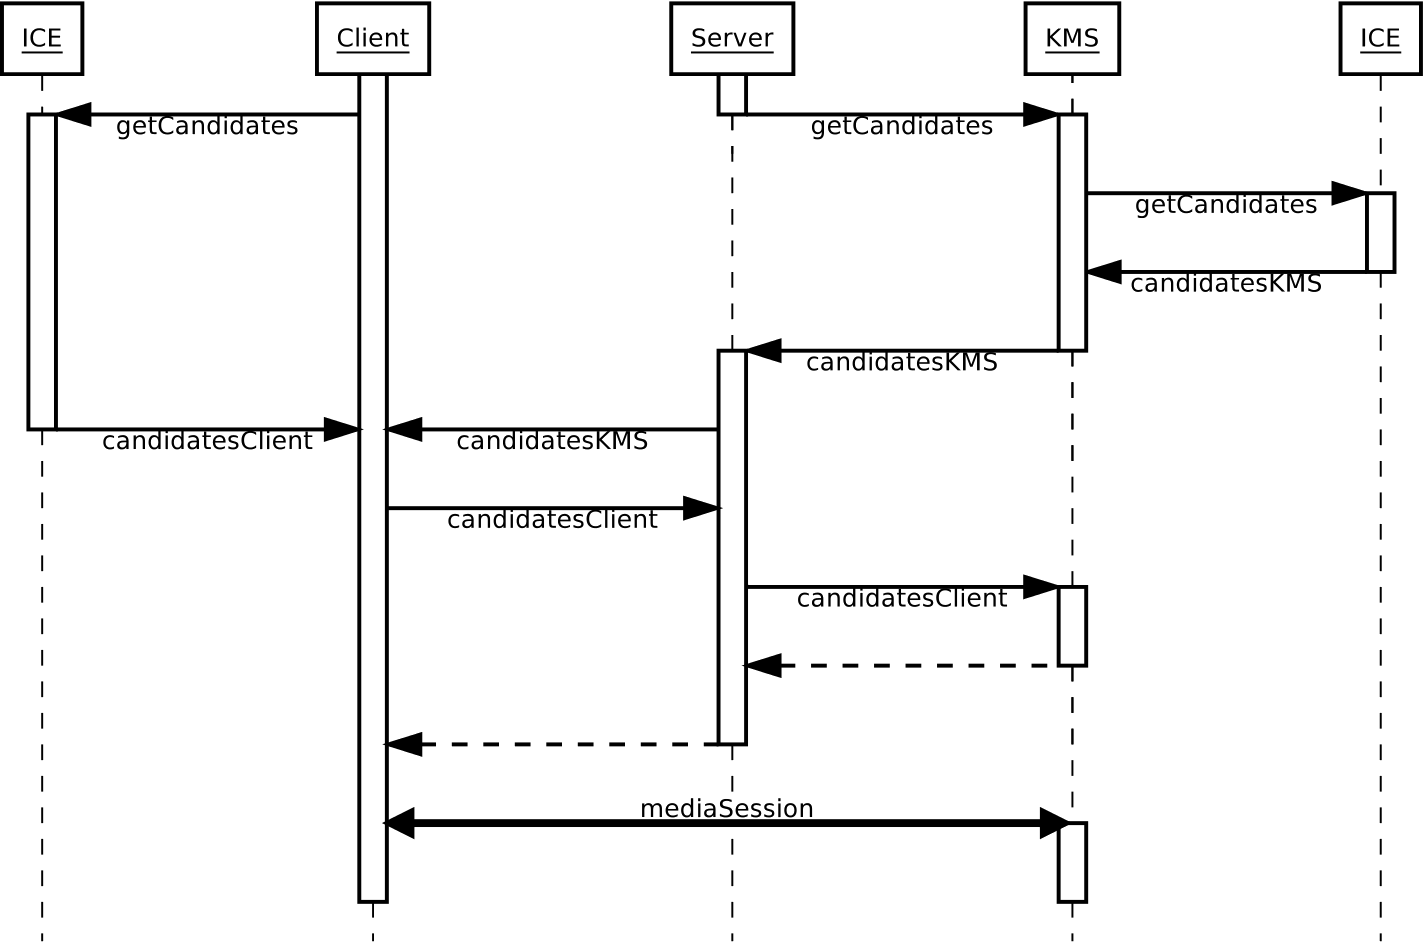 ICE
Client
Server
KMS
ICE
getCandidates
getCandidates
getCandidates
candidatesKMS
candidatesKMS
candidatesClient
candidatesKMS
candidatesClient
candidatesClient
mediaSession